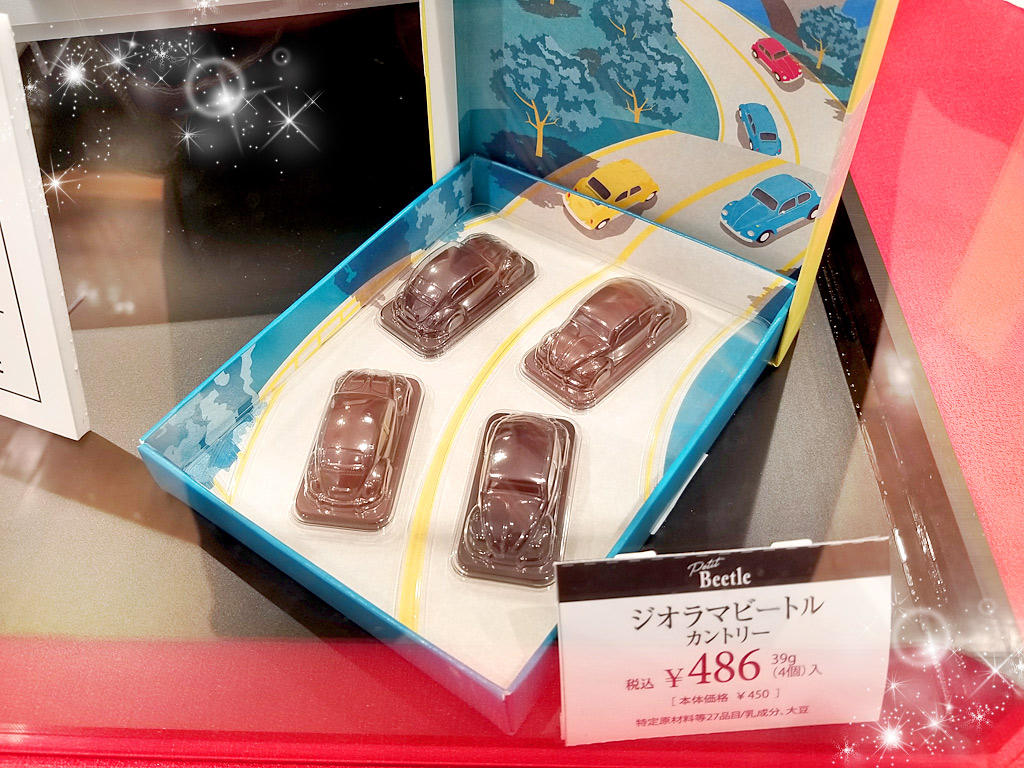 Petit
Beetle
ジオラマビートル
カントリー
税込 ¥486 39g (4個)入
[ 本体価格 ¥450 ]
特定原材料等27品目/乳成分、大豆